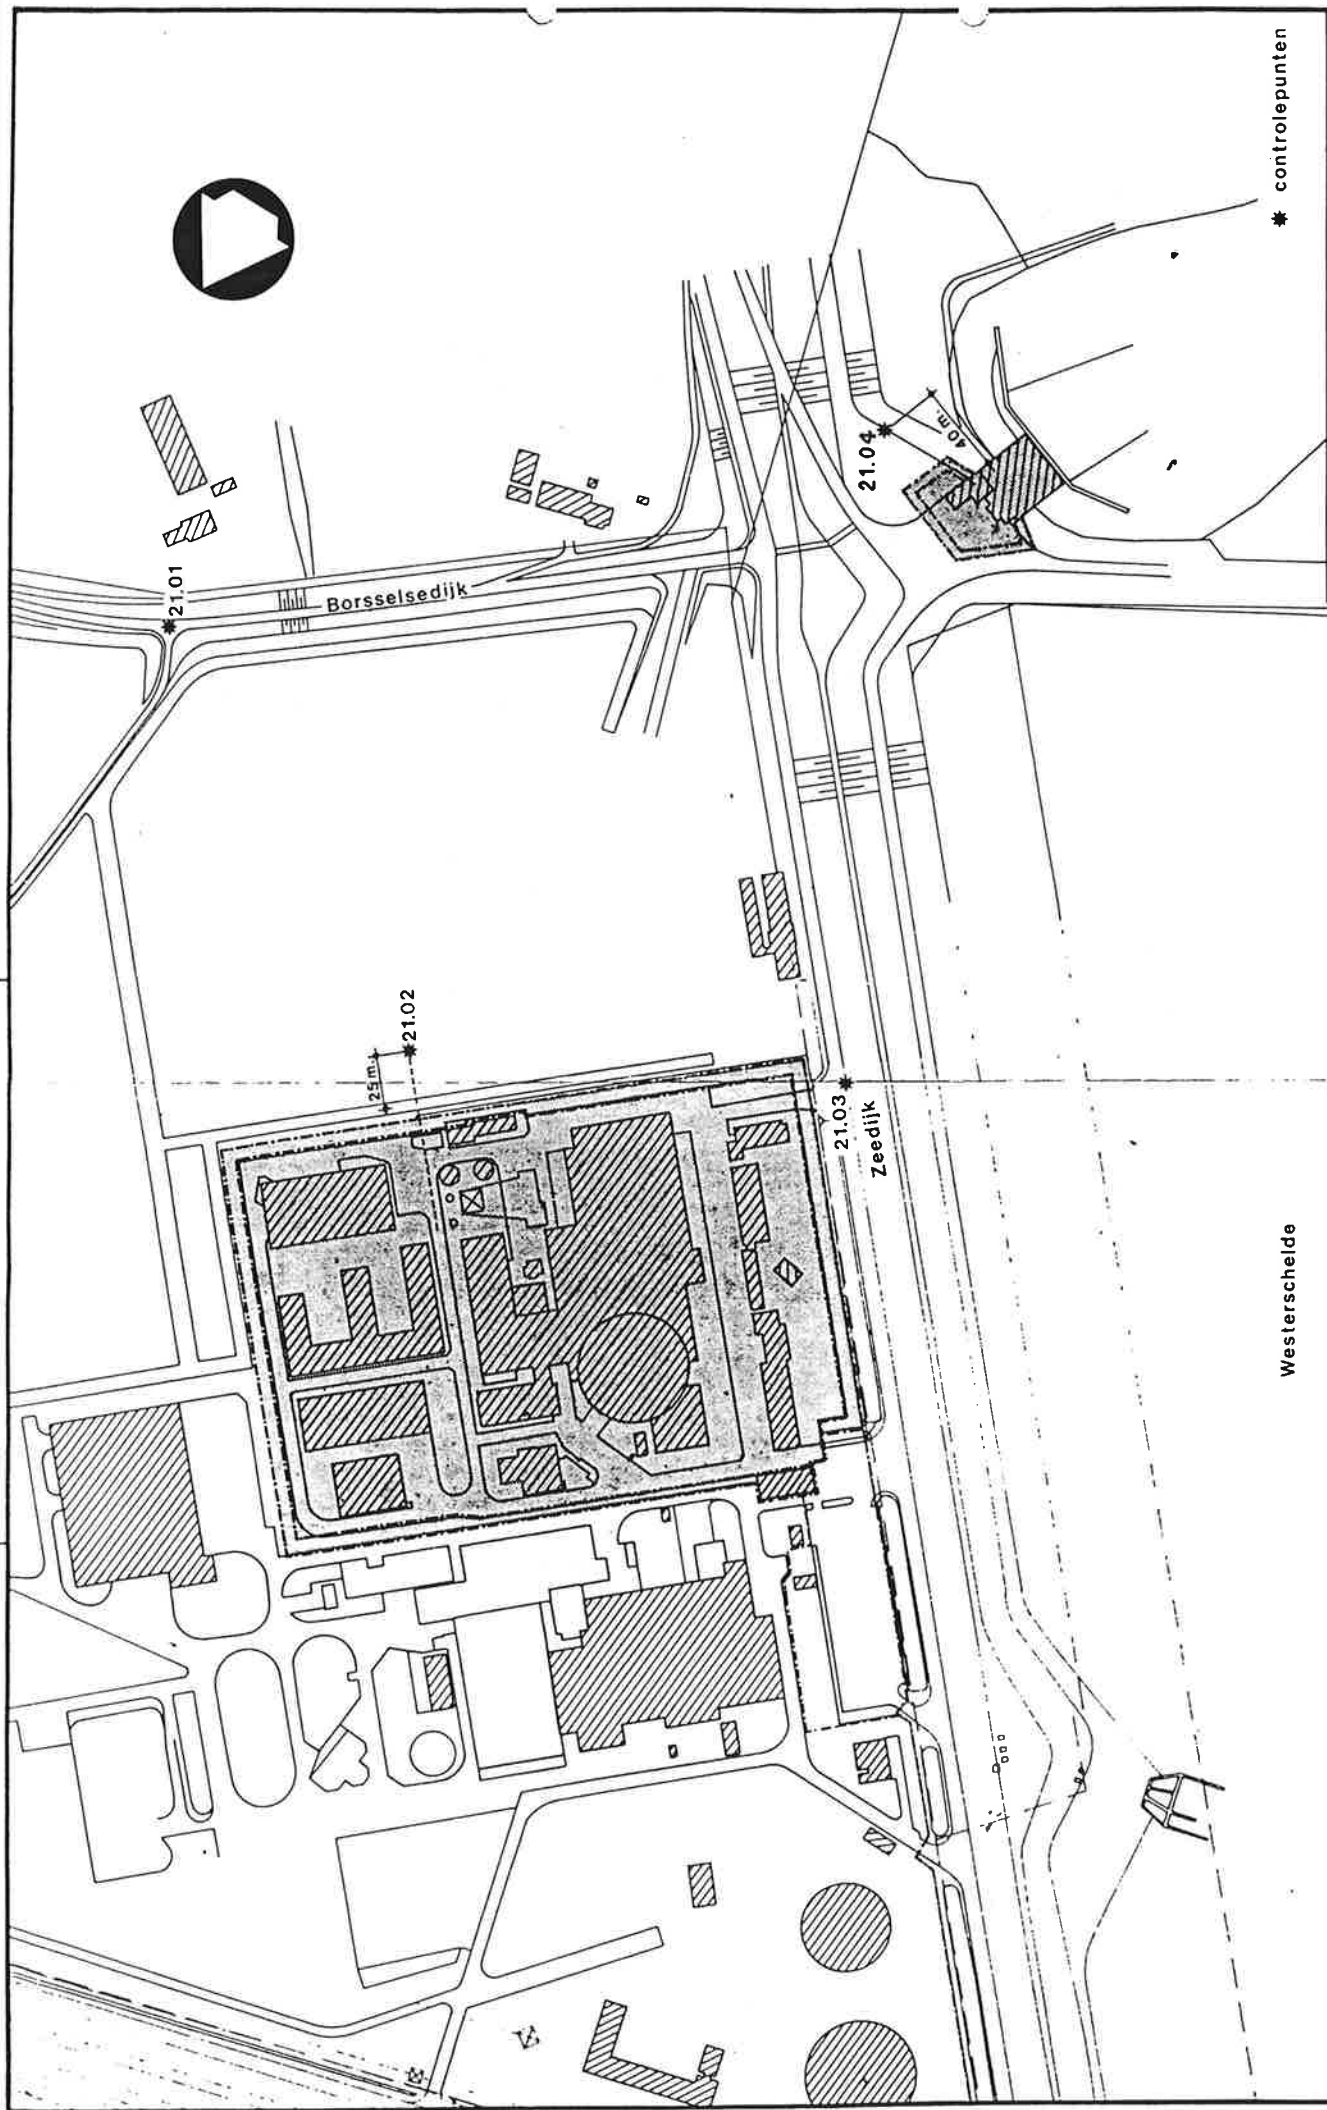 controlepunten
21.01
Borsselsedijk
21.04
40 m.
21.02
25 m.
21.03
Zeedijk
Westerschelde